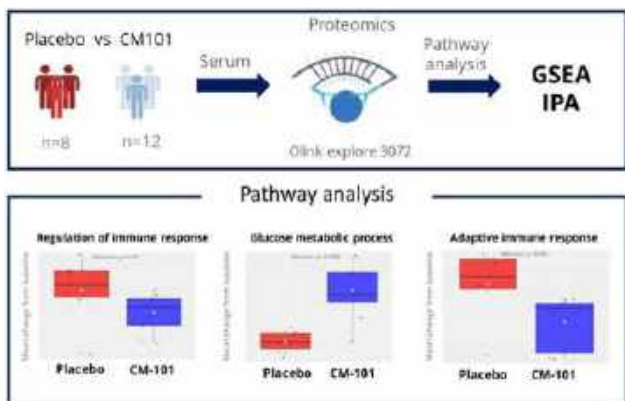 Placebo vs CM101
n=8
n=12
Serum
Proteomics
Olink explore 3072
Pathway
analysis
GSEA
IPA
Pathway analysis
Regulation of immune response
Placebo
CM-101
Glucose metabolic process
Placebo
CM-101
Adaptive immune response
Placebo
CM-101